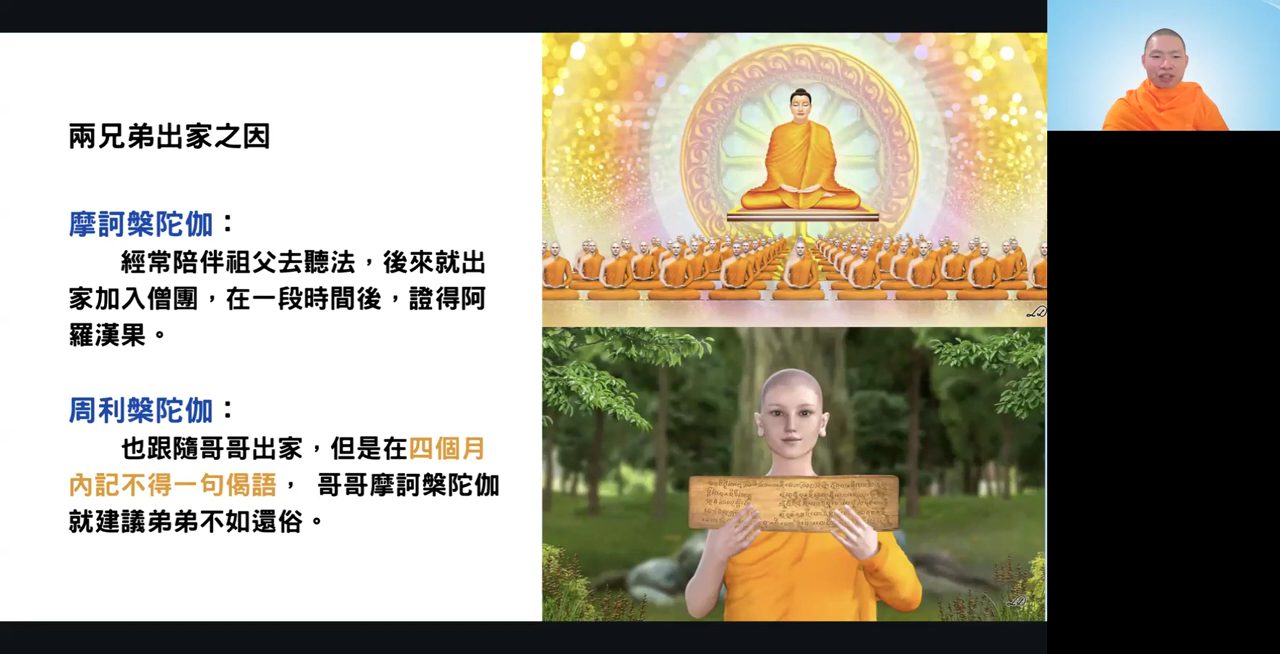 兩兄弟出家之因
摩訶槃陀伽：
經常陪伴祖父去聽法，後來就出
家加入僧團，在一段時間後，證得阿
羅漢果。
周利槃陀伽：
也跟隨哥哥出家，但是在四個月
內記不得一句偈語， 哥哥摩訶槃陀伽
就建議弟弟不如還俗。